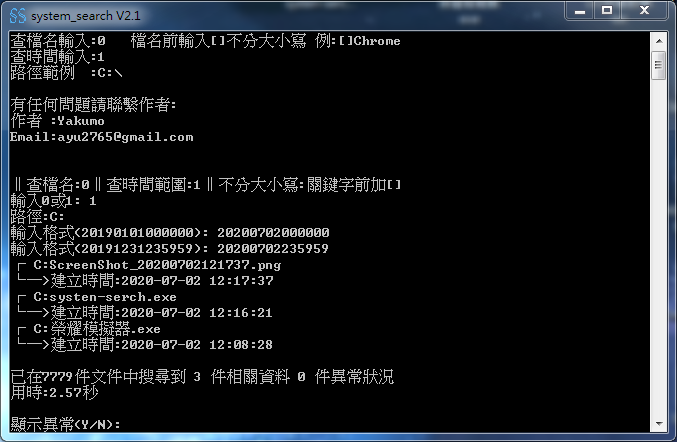 system_search V2.1
查檔名輸入:0   檔名前輸入[]不分大小寫 例:[]Chrome
查時間輸入:1
路徑範例  :C:\
有任何問題請聯繫作者:
作者 :Yakumo
Email:ayu2765@gmail.com
‖查檔名:0‖查時間範圍:1‖不分大小寫:關鍵字前加[]
輸入0或1: 1
路徑:C:
輸入格式(20190101000000): 20200702000000
輸入格式(20191231235959): 20200702235959
┌ C:ScreenShot_20200702121737.png
└─>建立時間:2020-07-02 12:17:37
┌ C:systen-serch.exe
└─>建立時間:2020-07-02 12:16:21
┌ C:榮耀模擬器.exe
└─>建立時間:2020-07-02 12:08:28
已在7779件文件中搜尋到 3 件相關資料 0 件異常狀況
用時:2.57秒
顯示異常(Y/N):